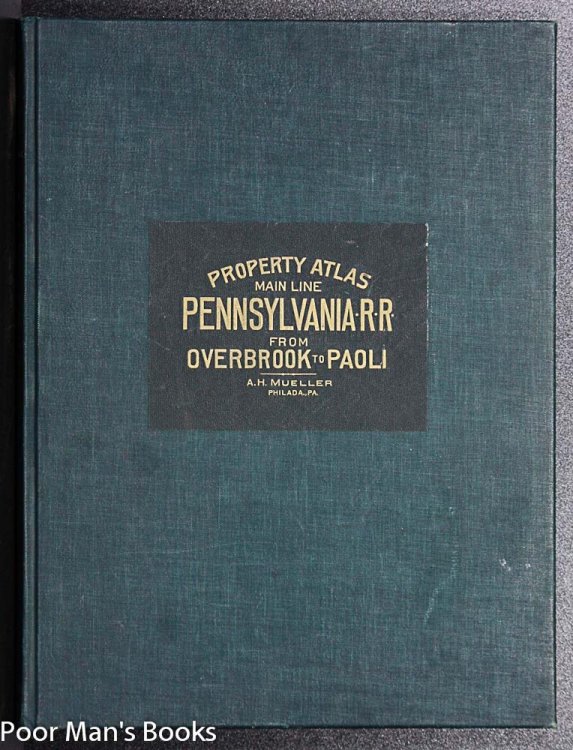 PROPERTY ATLAS
MAIN LINE
PENNSYLVANIA·R·R·
FROM
OVERBROOK TO PAOLI
A.H. MUELLER
PHILADA., PA.
Poor Man's Books